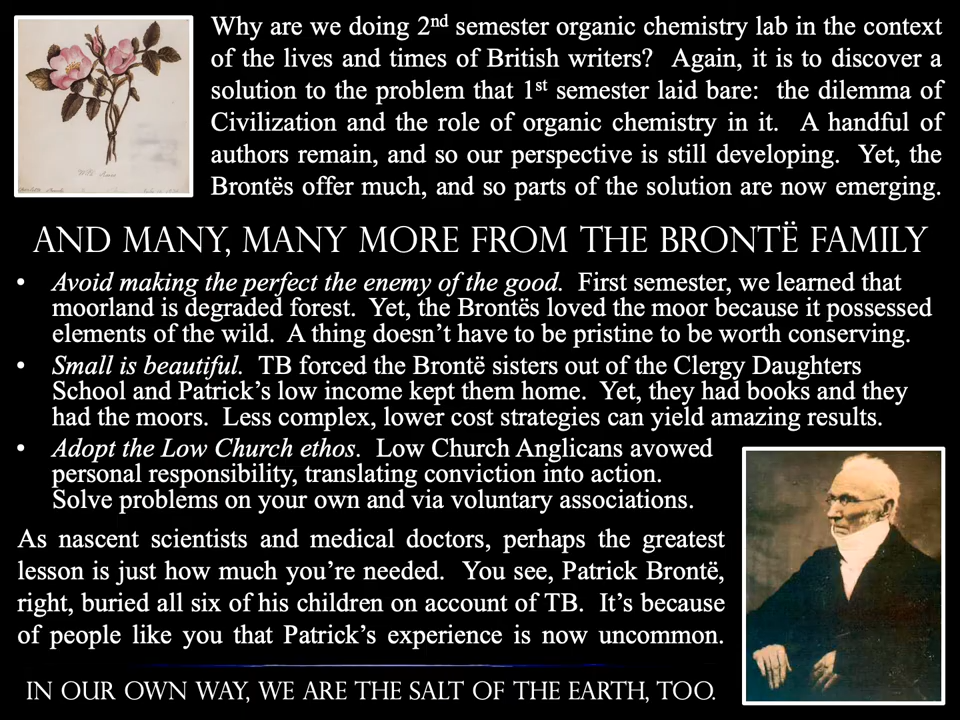 Why are we doing 2nd semester organic chemistry lab in the context
of the lives and times of British writers? Again, it is to discover a
solution to the problem that 1st semester laid bare: the dilemma of
Civilization and the role of organic chemistry in it. A handful of
authors remain, and so our perspective is still developing. Yet, the
Brontës offer much, and so parts of the solution are now emerging.
AND MANY, MANY MORE FROM THE BRONTË FAMILY
• Avoid making the perfect the enemy of the good. First semester, we learned that
moorland is degraded forest. Yet, the Brontës loved the moor because it possessed
elements of the wild. A thing doesn't have to be pristine to be worth conserving.
• Small is beautiful. TB forced the Brontë sisters out of the Clergy Daughters
School and Patrick's low income kept them home. Yet, they had books and they
had the moors. Less complex, lower cost strategies can yield amazing results.
• Adopt the Low Church ethos. Low Church Anglicans avowed
personal responsibility, translating conviction into action.
Solve problems on your own and via voluntary associations.
As nascent scientists and medical doctors, perhaps the greatest
lesson is just how much you're needed. You see, Patrick Brontë,
right, buried all six of his children on account of TB. It's because
of people like you that Patrick's experience is now uncommon.
IN OUR OWN WAY, WE ARE THE SALT OF THE EARTH, TOO.